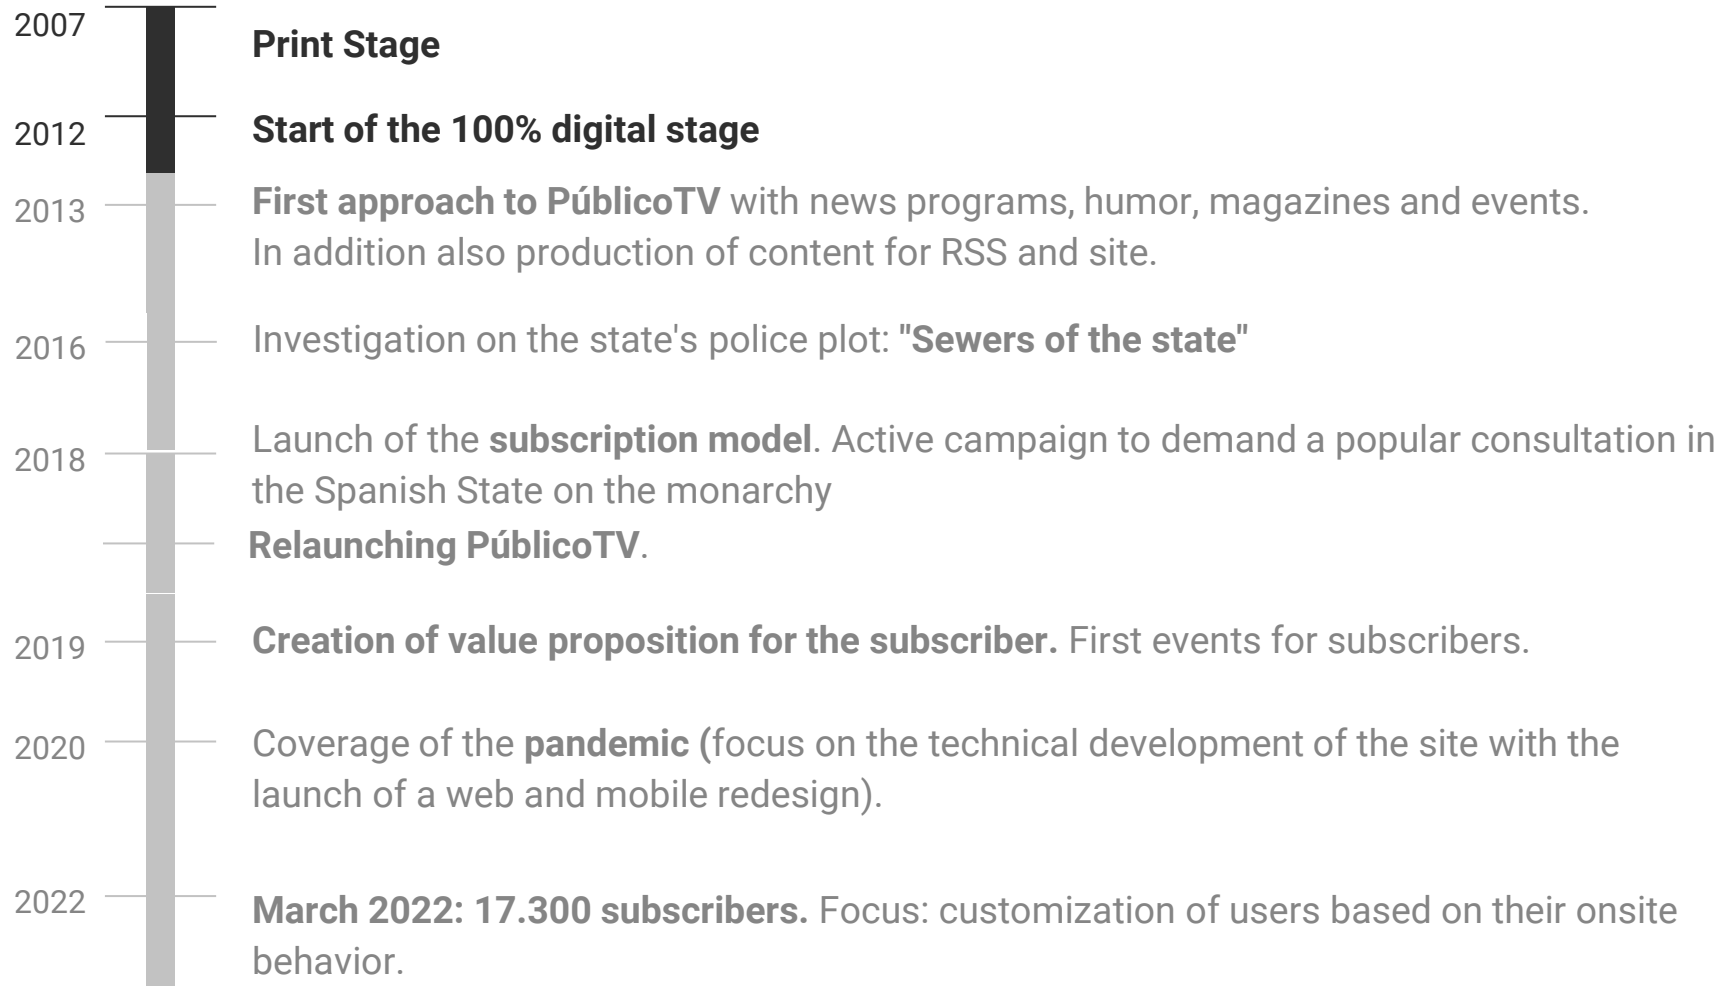 2007
Print Stage
2012
Start of the 100% digital stage
2013
First approach to PúblicoTV with news programs, humor, magazines and events.
In addition also production of content for RSS and site.
2016
Investigation on the state's police plot: "Sewers of the state"
2018
Launch of the subscription model. Active campaign to demand a popular consultation in
the Spanish State on the monarchy
Relaunching PúblicoTV.
2019
Creation of value proposition for the subscriber. First events for subscribers.
2020
Coverage of the pandemic (focus on the technical development of the site with the
launch of a web and mobile redesign).
2022
March 2022: 17.300 subscribers. Focus: customization of users based on their onsite
behavior.